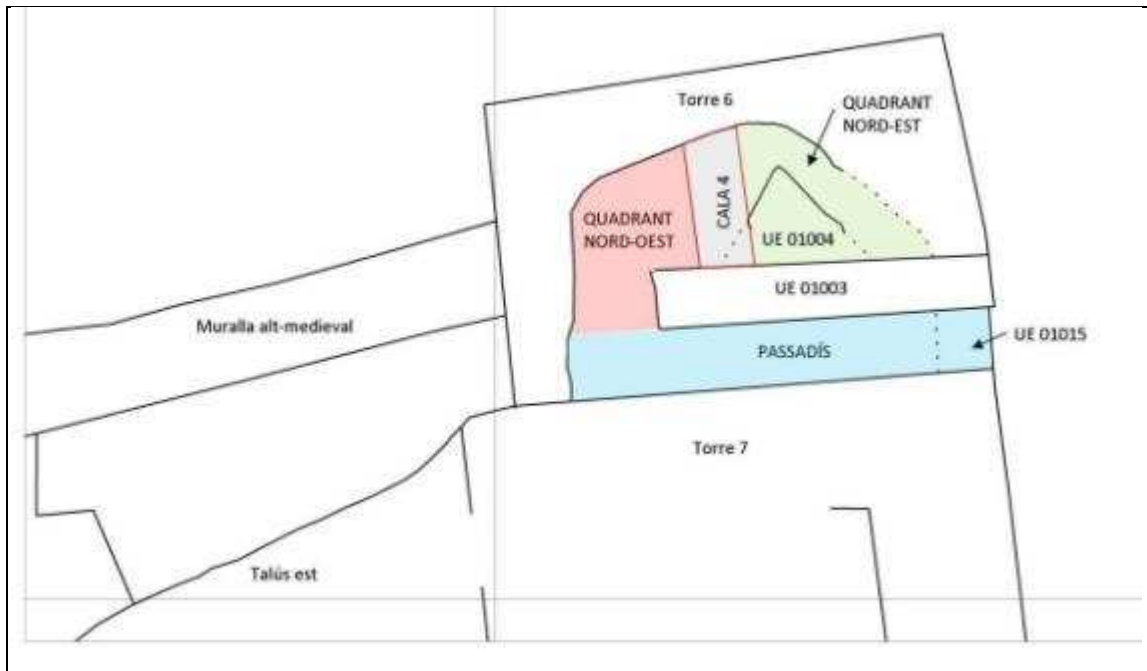 Torre 6
QUADRANT
NORD-EST
CALA 4
QUADRANT
NORD-OEST
UE 01004
UE 01003
Muralla alt-medieval
UE 01015
PASSADÍS
Torre 7
Talús est